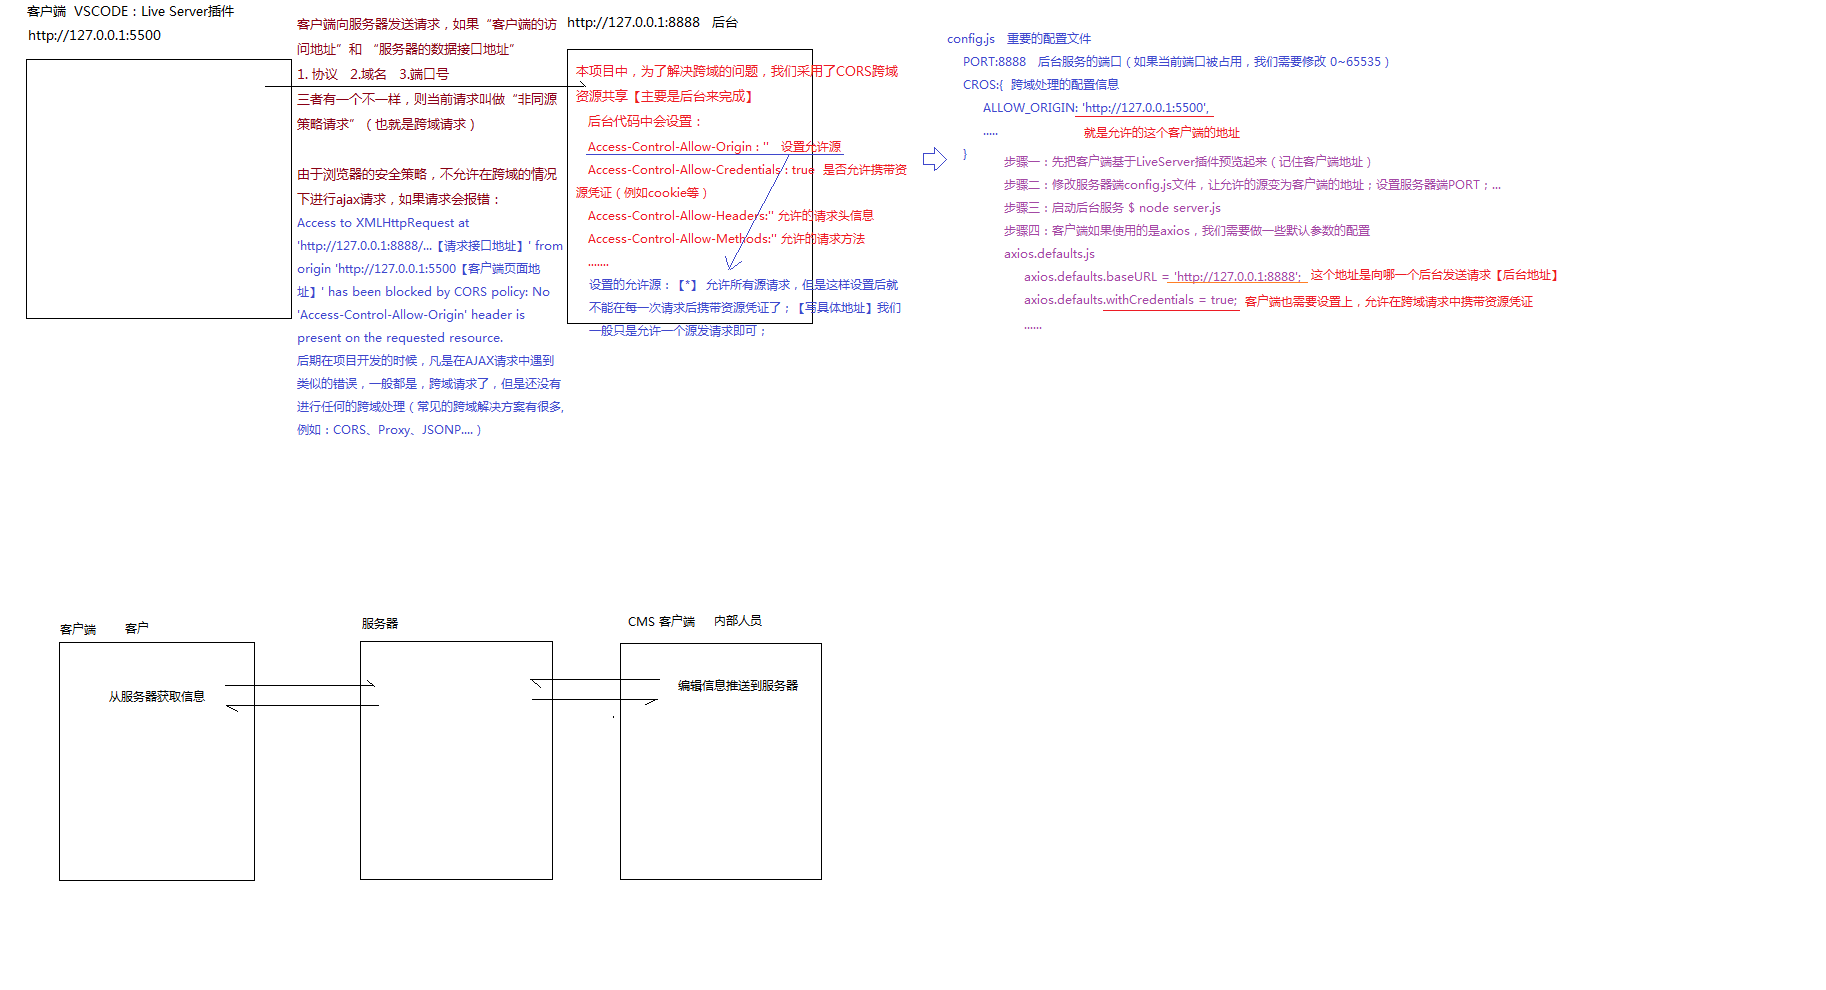 客户端  VSCODE：Live Server插件
http://127.0.0.1:5500
客户端向服务器发送请求，如果“客户端的访
问地址”和 “服务器的数据接口地址”
1. 协议   2.域名   3.端口号
三者有一个不一样，则当前请求叫做“非同源
策略请求”（也就是跨域请求）
由于浏览器的安全策略，不允许在跨域的情况
下进行ajax请求，如果请求会报错：
Access to XMLHttpRequest at
'http://127.0.0.1:8888/...【请求接口地址】' from
origin 'http://127.0.0.1:5500【客户端页面地
址】' has been blocked by CORS policy: No
'Access-Control-Allow-Origin' header is
present on the requested resource.
后期在项目开发的时候，凡是在AJAX请求中遇到
类似的错误，一般都是，跨域请求了，但是还没有
进行任何的跨域处理（常见的跨域解决方案有很多，
例如：CORS、Proxy、JSONP....）
http://127.0.0.1:8888   后台
本项目中，为了解决跨域的问题，我们采用了CORS跨域
资源共享【主要是后台来完成】
后台代码中会设置：
Access-Control-Allow-Origin : ''   设置允许源
Access-Control-Allow-Credentials : true  是否允许携带资
源凭证（例如cookie等）
Access-Control-Allow-Headers:'' 允许的请求头信息
Access-Control-Allow-Methods:'' 允许的请求方法
.......
设置的允许源：【*】 允许所有源请求，但是这样设置后就
不能在每一次请求后携带资源凭证了；【写具体地址】我们
一般只是允许一个源发请求即可；
config.js   重要的配置文件
PORT:8888   后台服务的端口（如果当前端口被占用，我们需要修改 0~65535）
CROS:{  跨域处理的配置信息
ALLOW_ORIGIN: 'http://127.0.0.1:5500',
.....
就是允许的这个客户端的地址
}
步骤一：先把客户端基于LiveServer插件预览起来（记住客户端地址）
步骤二：修改服务器端config.js文件，让允许的源变为客户端的地址；设置服务器端PORT；...
步骤三：启动后台服务 $ node server.js
步骤四：客户端如果使用的是axios，我们需要做一些默认参数的配置
axios.defaults.js
axios.defaults.baseURL = 'http://127.0.0.1:8888';  这个地址是向哪一个后台发送请求【后台地址】
axios.defaults.withCredentials = true;  客户端也需要设置上，允许在跨域请求中携带资源凭证
......
客户端   客户
从服务器获取信息
服务器
CMS 客户端   内部人员
编辑信息推送到服务器